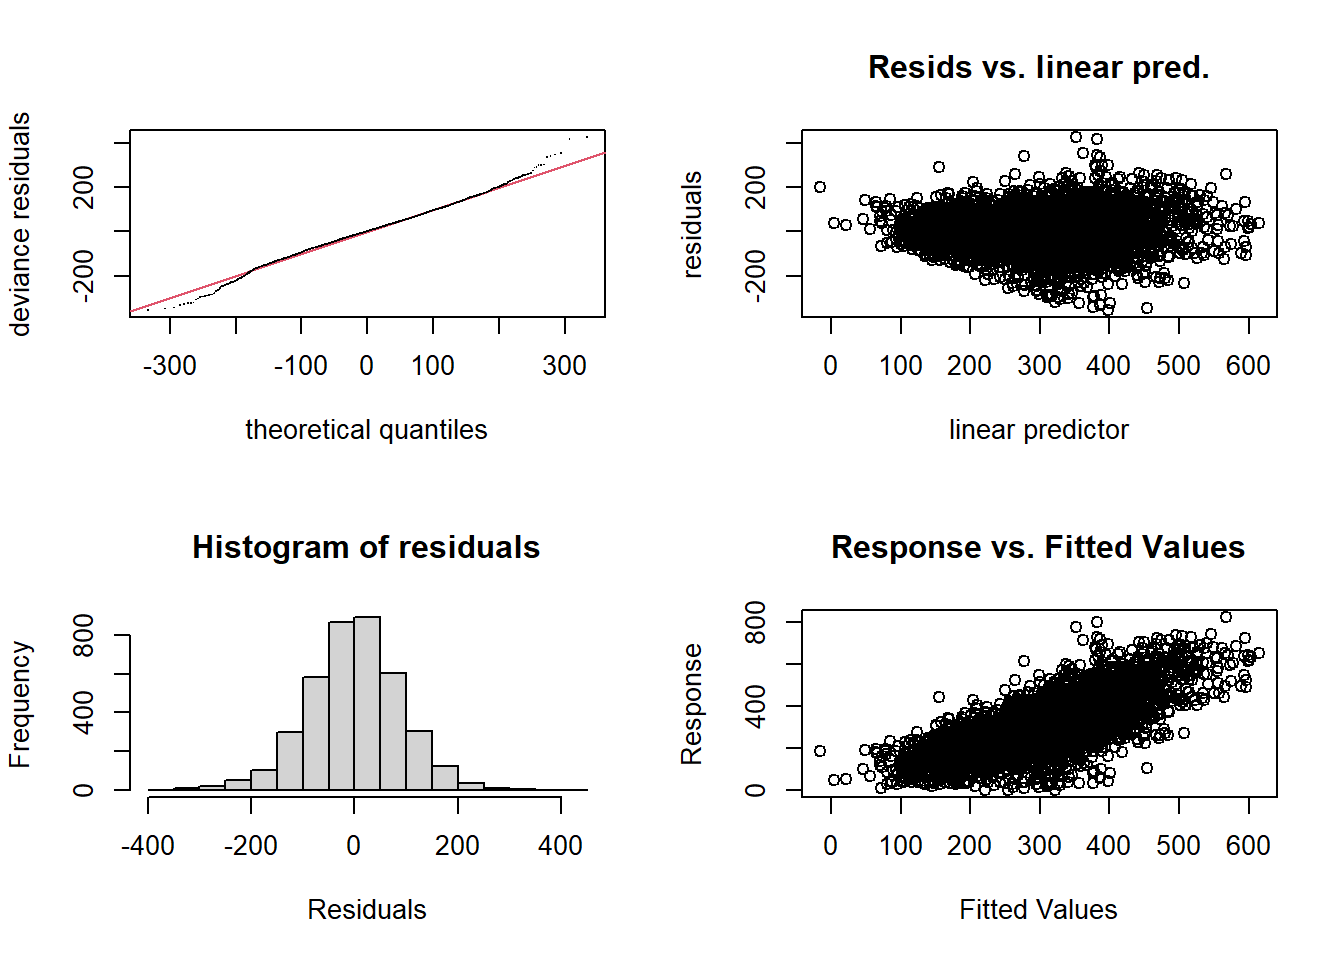 deviance residuals
200
-200
-300 -100 0 100 300
theoretical quantiles
Resids vs. linear pred.
residuals
200
-200
0 100 200 300 400 500 600
linear predictor
Histogram of residuals
Frequency
800
400
0
-400 -200 0 200 400
Residuals
Response vs. Fitted Values
Response
800
400
0
0 100 200 300 400 500 600
Fitted Values